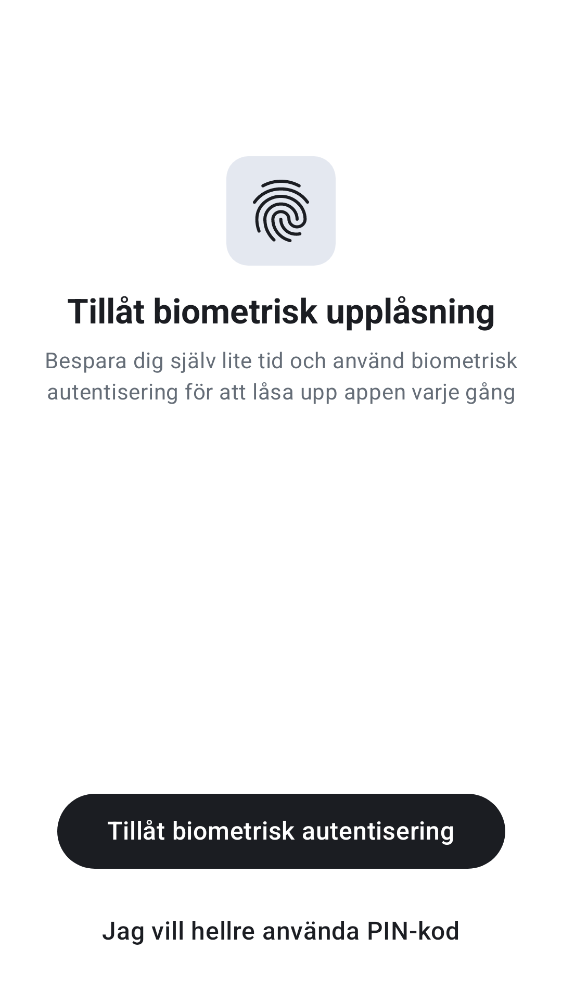 Tillåt biometrisk upplåsning
Bespara dig själv lite tid och använd biometrisk
autentisering för att låsa upp appen varje gång
Tillåt biometrisk autentisering
Jag vill hellre använda PIN-kod